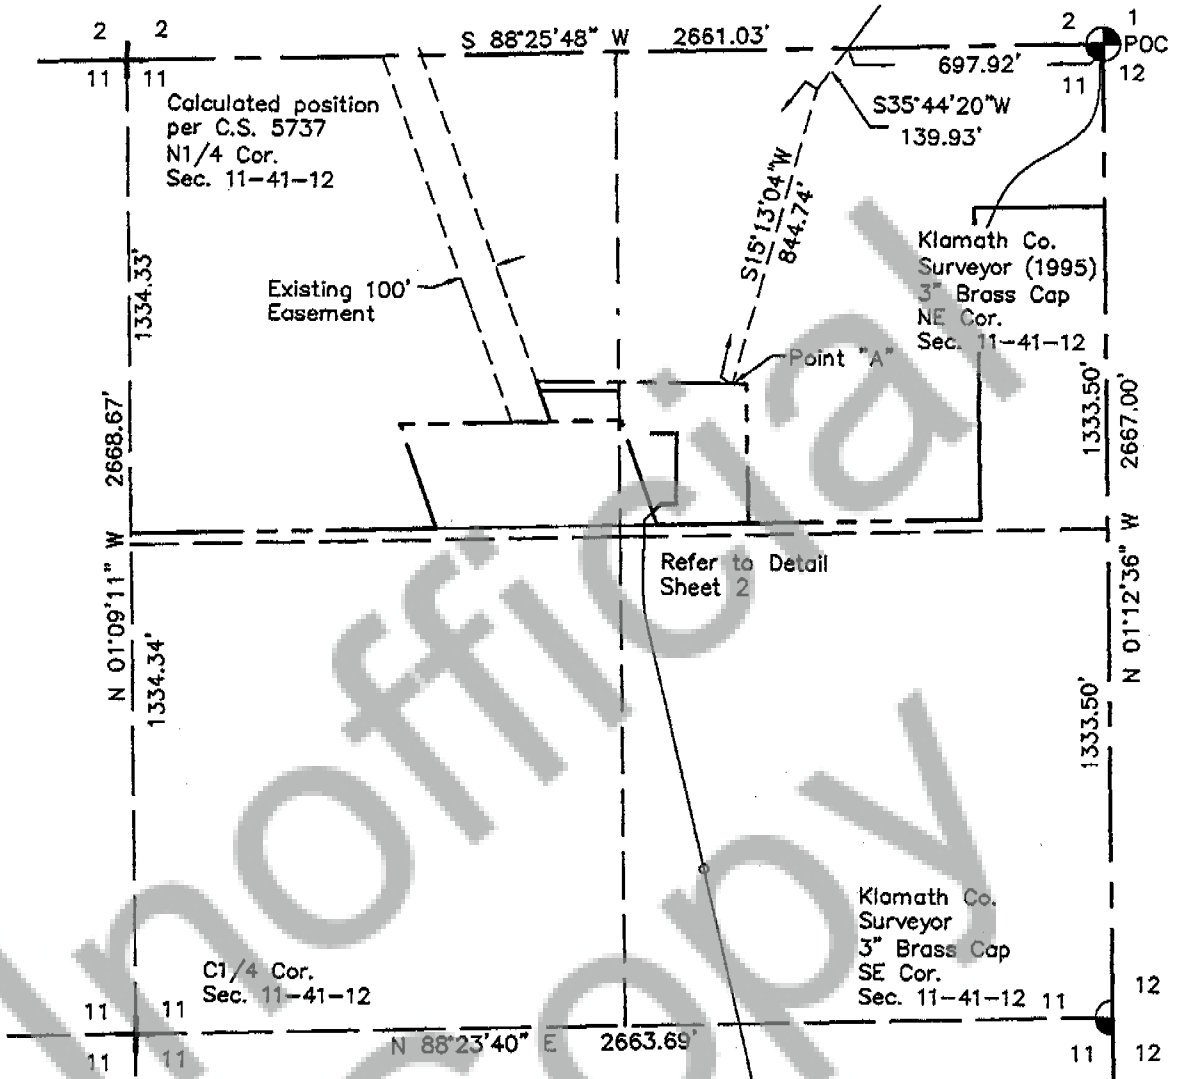 2 2
S 88°25'48" W 2661.03'
2 1
POC
11 11
697.92'
11 12
Calculated position
per C.S. 5737
N1/4 Cor.
Sec. 11-41-12
S35°44'20"W
139.93'
S15°13'04"W
844.74'
Klamath Co.
Surveyor (1995)
3" Brass Cap
NE Cor.
Sec. 11-41-12
1334.33'
Existing 100'
Easement
Point "A"
2668.67'
1333.50'
2667.00'
N 01°09'11" W
1334.34'
Refer to Detail
Sheet 2
N 01°12'36" W
1333.50'
Klamath Co.
Surveyor
3" Brass Cap
SE Cor.
Sec. 11-41-12
C1/4 Cor.
Sec. 11-41-12
11 11
11 12
N 88°23'40" E 2663.69'
11 11
11 12
nofficial
opy